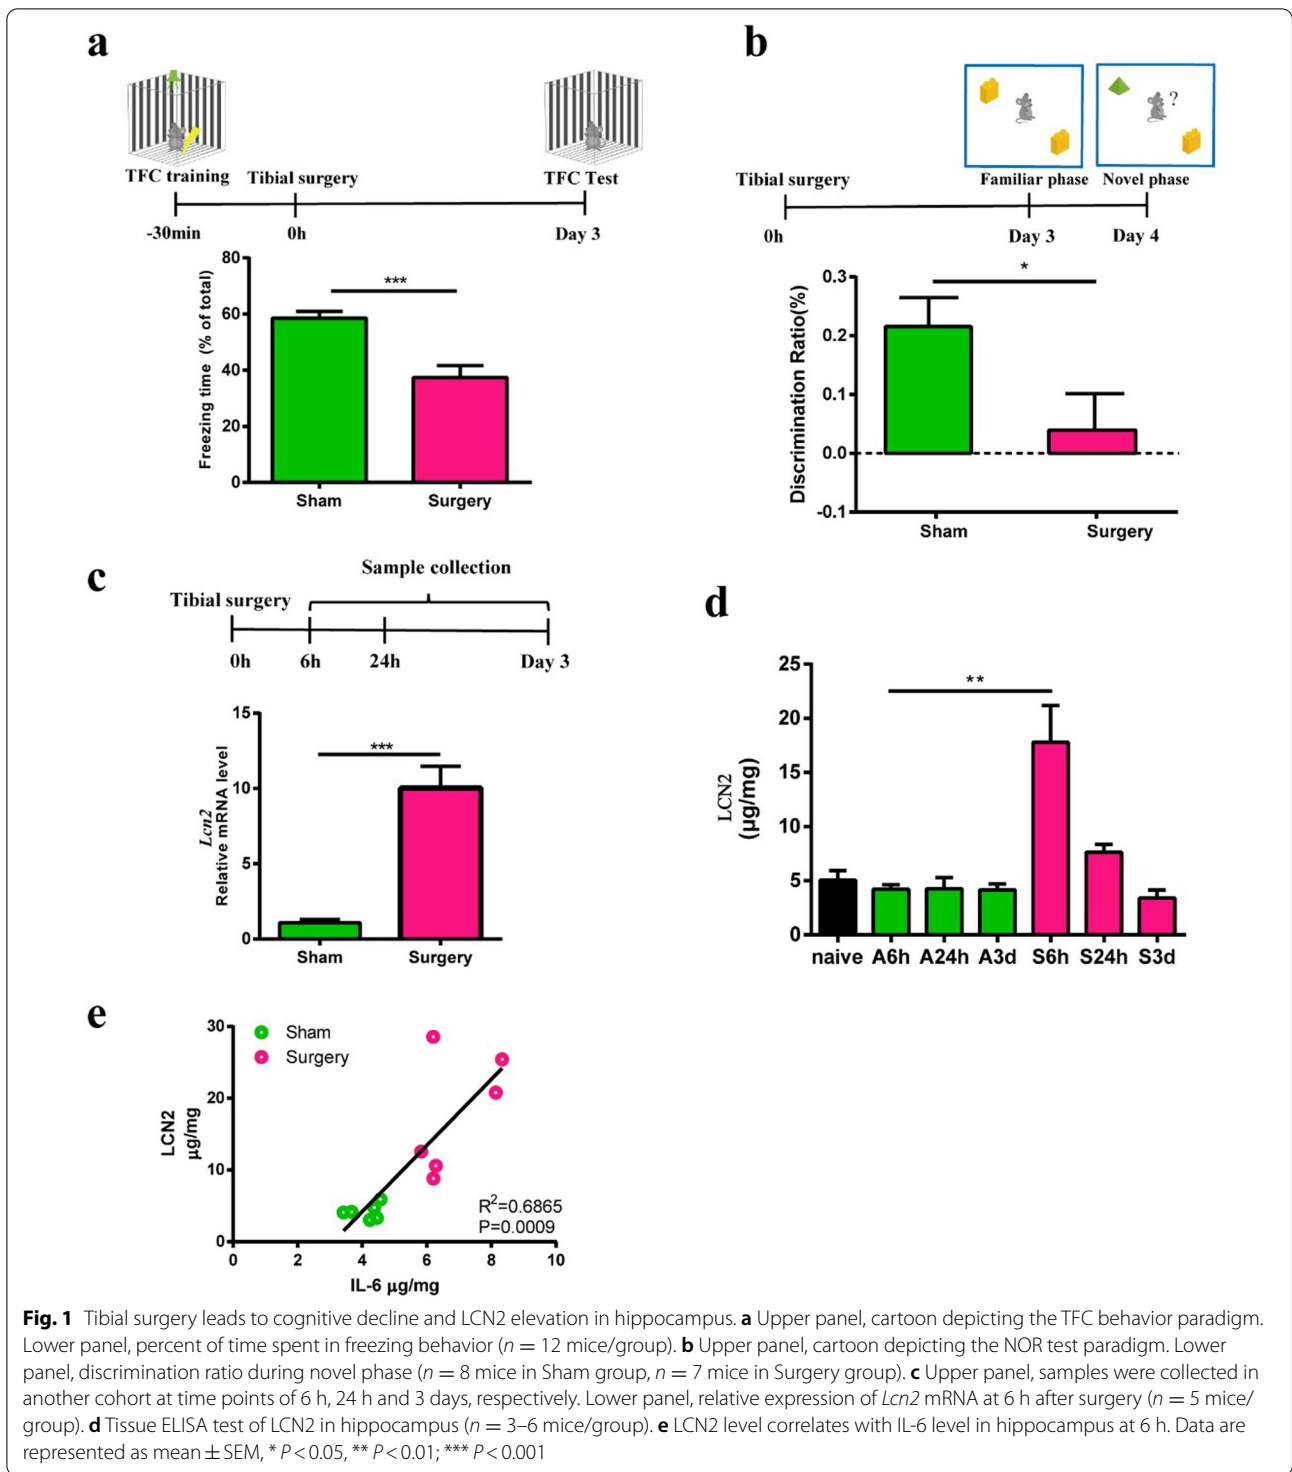 a
TFC training
Tibial surgery
TFC Test
-30min
0h
Day 3
80
60
40
20
0
Freezing time (% of total)
***
Sham
Surgery
b
?
Tibial surgery
Familiar phase
Novel phase
0h
Day 3
Day 4
0.3
0.2
0.1
0.0
-0.1
Discrimination Ratio(%)
*
Sham
Surgery
c
Sample collection
Tibial surgery
0h
6h
24h
Day 3
15
10
5
0
Lcn2
Relative mRNA level
***
Sham
Surgery
d
25
20
15
10
5
0
LCN2
(µg/mg)
**
naive
A6h
A24h
A3d
S6h
S24h
S3d
e
Sham
Surgery
30
20
10
0
LCN2
µg/mg
R²=0.6865
P=0.0009
0
2
4
6
8
10
IL-6 µg/mg
Fig. 1 Tibial surgery leads to cognitive decline and LCN2 elevation in hippocampus. a Upper panel, cartoon depicting the TFC behavior paradigm.
Lower panel, percent of time spent in freezing behavior (n = 12 mice/group). b Upper panel, cartoon depicting the NOR test paradigm. Lower
panel, discrimination ratio during novel phase (n = 8 mice in Sham group, n = 7 mice in Surgery group). c Upper panel, samples were collected in
another cohort at time points of 6 h, 24 h and 3 days, respectively. Lower panel, relative expression of Lcn2 mRNA at 6 h after surgery (n = 5 mice/
group). d Tissue ELISA test of LCN2 in hippocampus (n = 3–6 mice/group). e LCN2 level correlates with IL-6 level in hippocampus at 6 h. Data are
represented as mean ± SEM, * P < 0.05, ** P < 0.01; *** P < 0.001